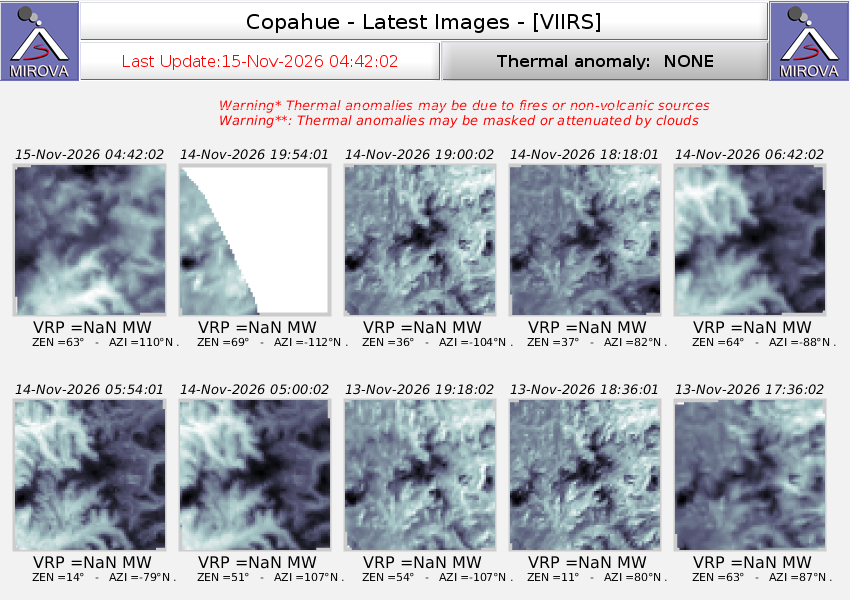 Copahue - Latest Images - [VIIRS]
MIROVA
Last Update:15-Nov-2026 04:42:02
Thermal anomaly: NONE
MIROVA
Warning* Thermal anomalies may be due to fires or non-volcanic sources
Warning**: Thermal anomalies may be masked or attenuated by clouds
15-Nov-2026 04:42:02
14-Nov-2026 19:54:01
14-Nov-2026 19:00:02
14-Nov-2026 18:18:01
14-Nov-2026 06:42:02
VRP =NaN MW
VRP =NaN MW
VRP =NaN MW
VRP =NaN MW
VRP =NaN MW
ZEN =63° - AZI =110°N .
ZEN =69° - AZI =-112°N .
ZEN =36° - AZI =-104°N .
ZEN =37° - AZI =82°N .
ZEN =64° - AZI =-88°N .
14-Nov-2026 05:54:01
14-Nov-2026 05:00:02
13-Nov-2026 19:18:02
13-Nov-2026 18:36:01
13-Nov-2026 17:36:02
VRP =NaN MW
VRP =NaN MW
VRP =NaN MW
VRP =NaN MW
VRP =NaN MW
ZEN =14° - AZI =-79°N .
ZEN =51° - AZI =107°N .
ZEN =54° - AZI =-107°N .
ZEN =11° - AZI =80°N .
ZEN =63° - AZI =87°N .